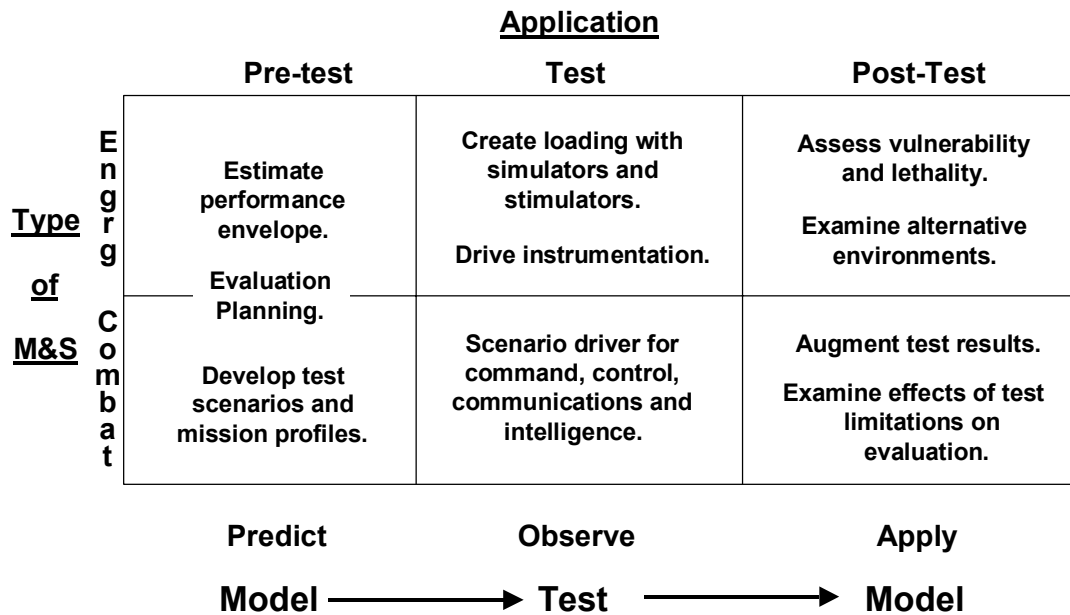 Application
Pre-test
Test
Post-Test
Type
of
M&S
Engrg
Estimate
performance
envelope.
Create loading with
simulators and
stimulators.
Drive instrumentation.
Assess vulnerability
and lethality.
Examine alternative
environments.
Evaluation
Planning.
Combat
Develop test
scenarios and
mission profiles.
Scenario driver for
command, control,
communications and
intelligence.
Augment test results.
Examine effects of test
limitations on
evaluation.
Predict
Observe
Apply
Model
Test
Model